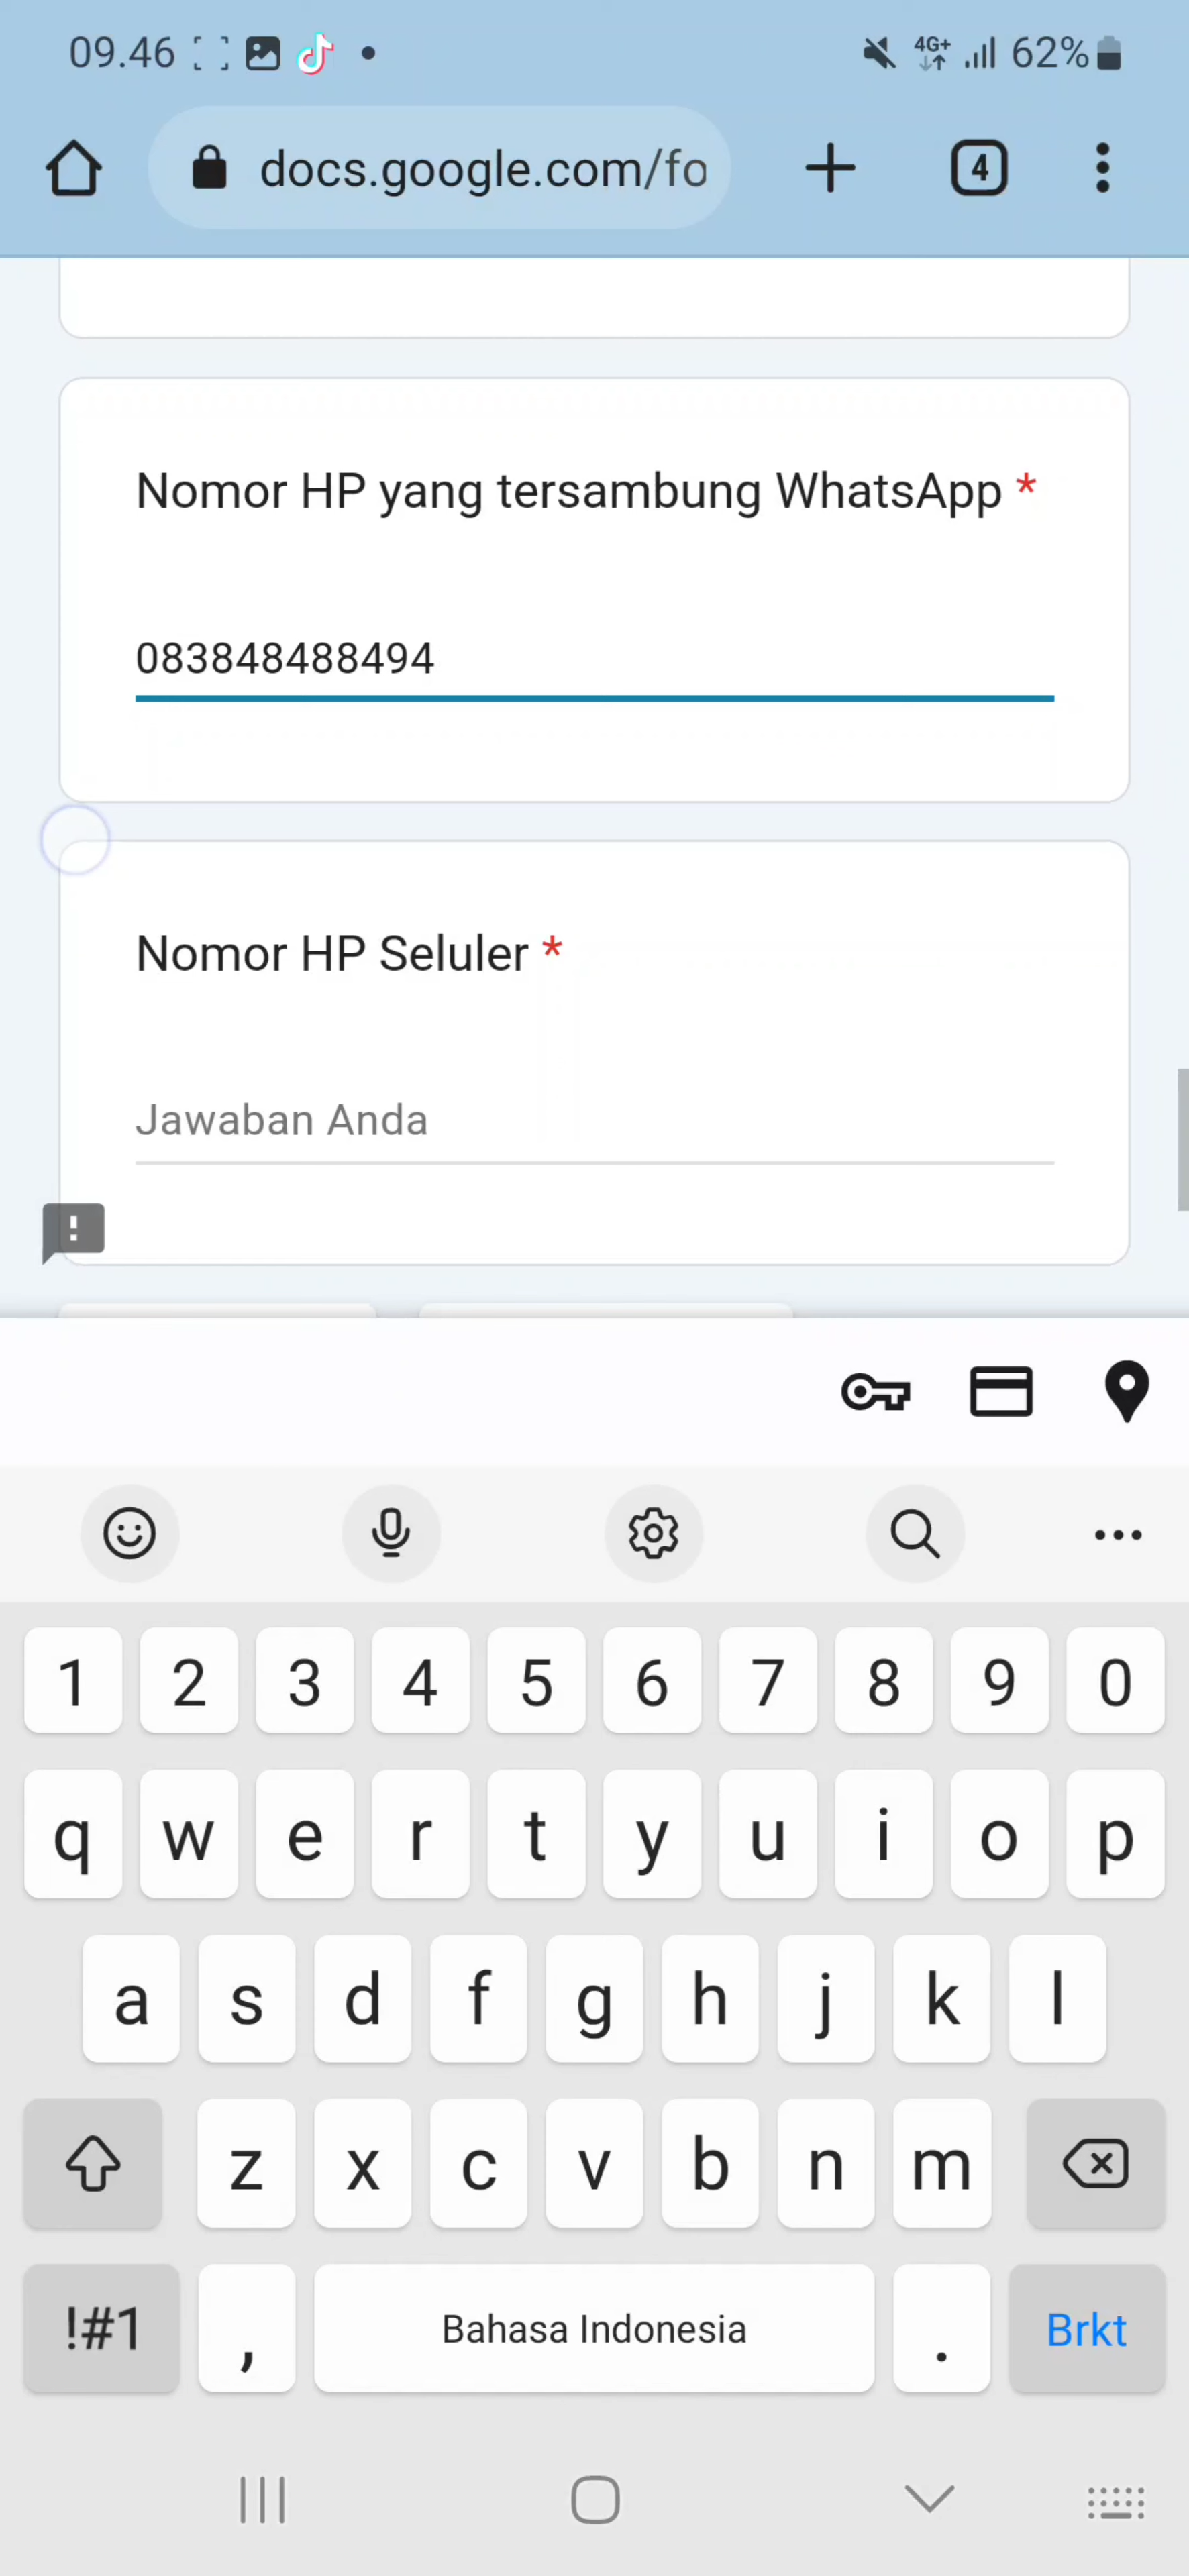 09.46 4G+ 62%
docs.google.com/fo
4
Nomor HP yang tersambung WhatsApp *
083848488494
Nomor HP Seluler *
Jawaban Anda
1 2 3 4 5 6 7 8 9 0
q w e r t y u i o p
a s d f g h j k l
z x c v b n m
!#1 , Bahasa Indonesia . Brkt